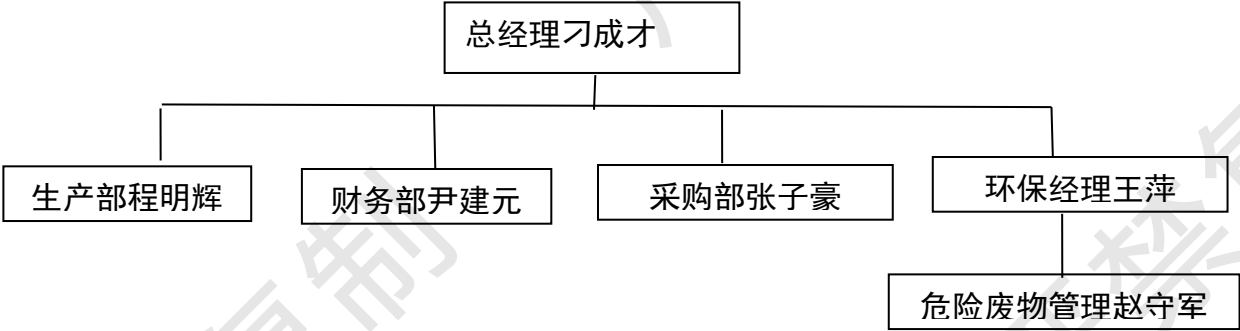 总经理刁成才
生产部程明辉
财务部尹建元
采购部张子豪
环保经理王萍
危险废物管理赵守军